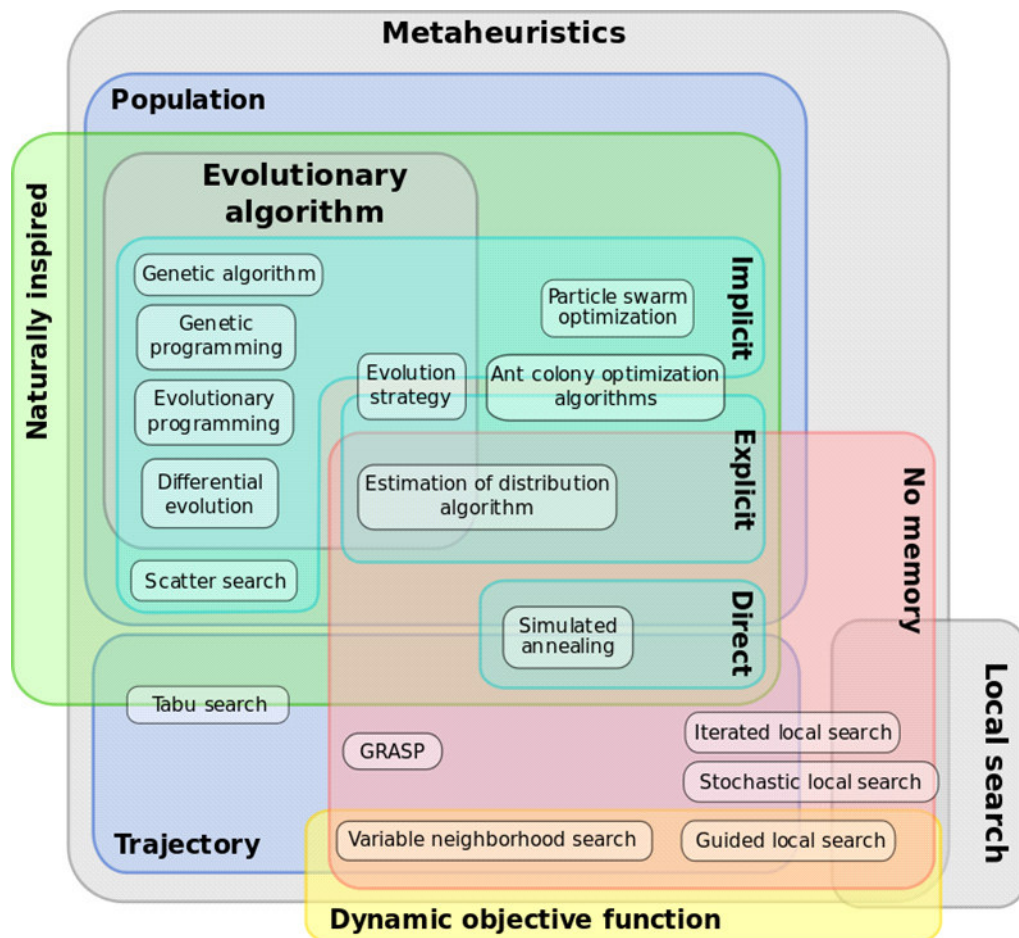 Metaheuristics
Population
Naturally inspired
Evolutionary
algorithm
Implicit
Genetic algorithm
Particle swarm
optimization
Genetic
programming
Evolution
strategy
Ant colony optimization
algorithms
Evolutionary
programming
Explicit
No memory
Differential
evolution
Estimation of distribution
algorithm
Scatter search
Direct
Simulated
annealing
Local search
Tabu search
GRASP
Iterated local search
Stochastic local search
Trajectory
Variable neighborhood search
Guided local search
Dynamic objective function